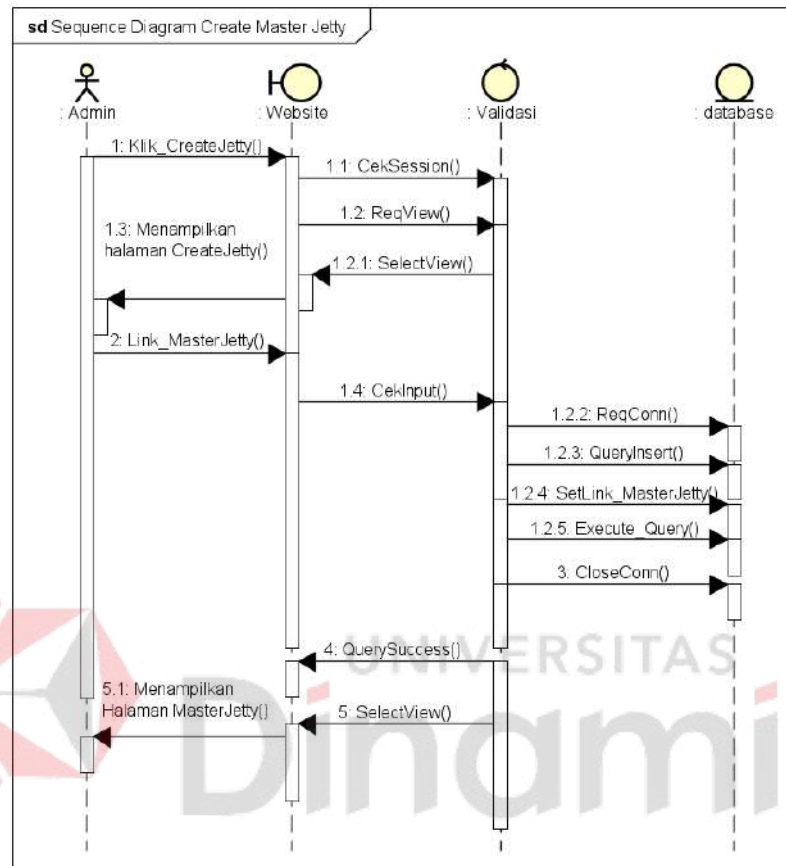 sd Sequence Diagram Create Master Jetty
: Admin
: Website
: Validasi
: database
1: Klik_CreateJetty()
1.1: CekSession()
1.2: ReqView()
1.3: Menampilkan
halaman CreateJetty()
1.2.1: SelectView()
2: Link_MasterJetty()
1.4: CekInput()
1.2.2: ReqConn()
1.2.3: QueryInsert()
1.2.4: SetLink_MasterJetty()
1.2.5: Execute_Query()
3: CloseConn()
UNIVERSITAS
4: QuerySuccess()
Dinami
5.1: Menampilkan
Halaman MasterJetty()
5: SelectView()